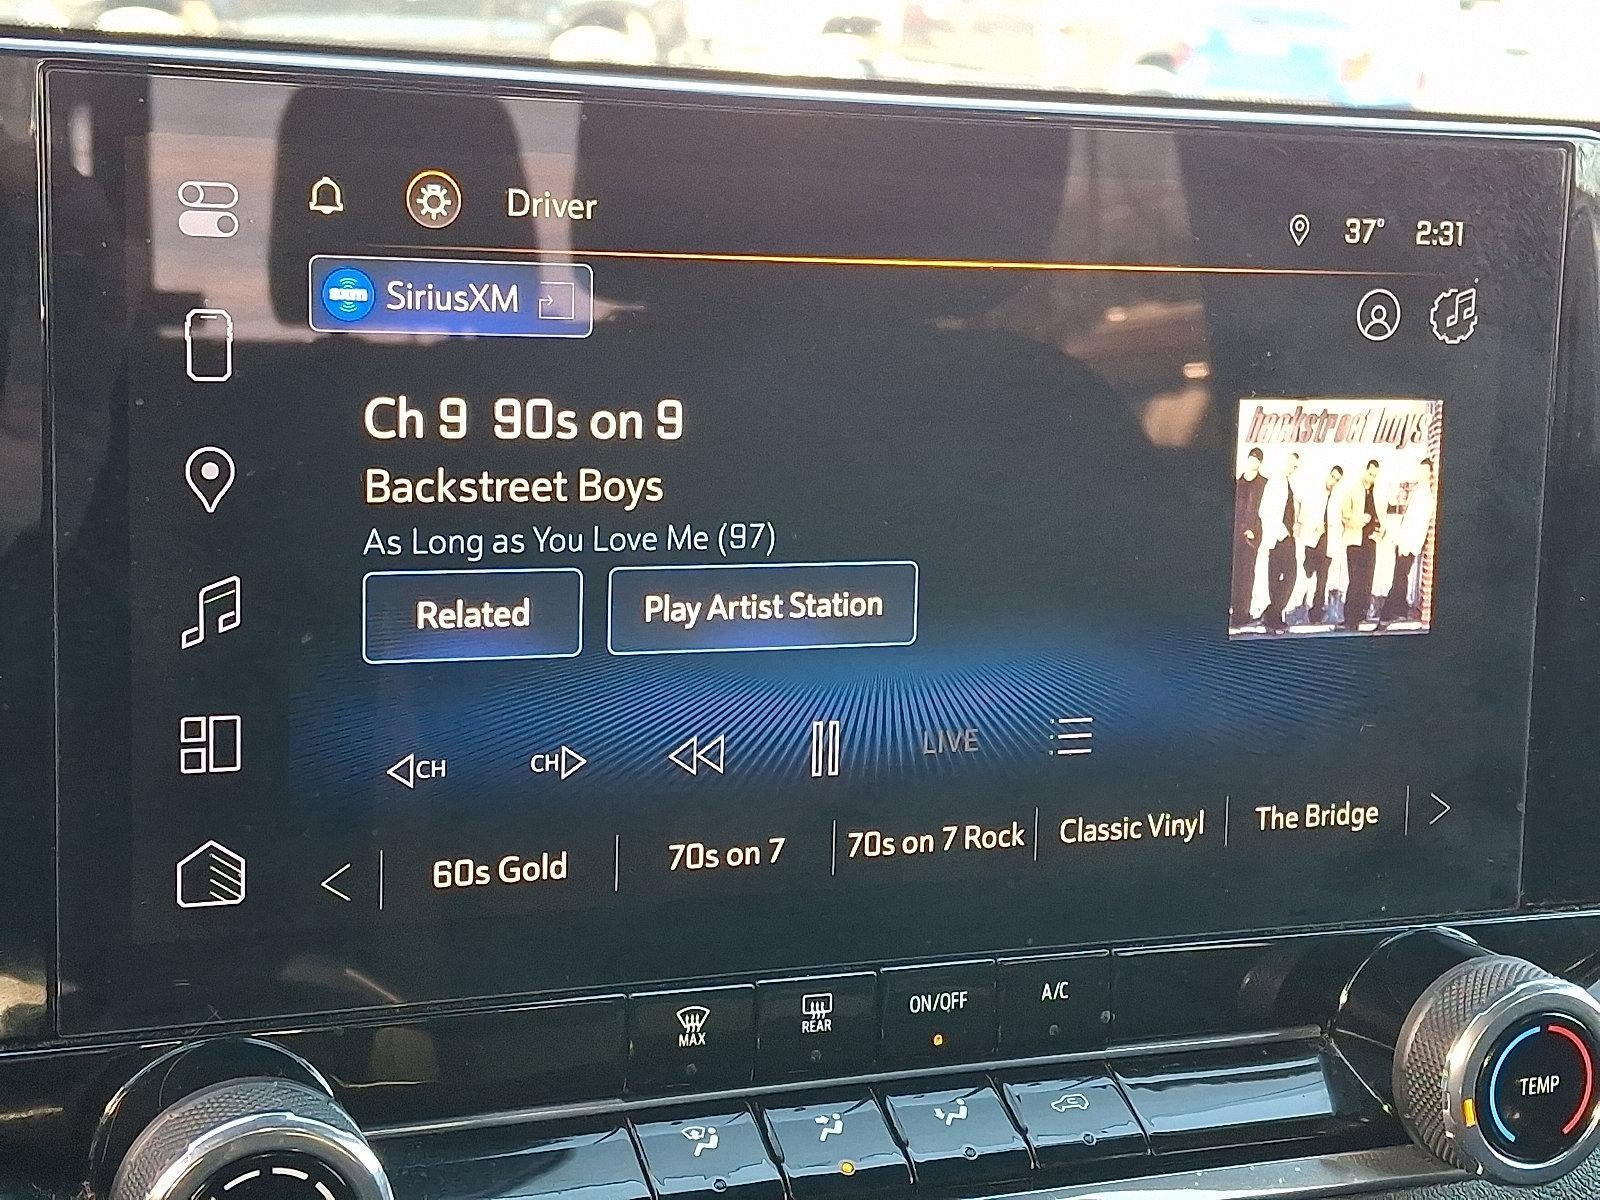 Driver
37° 2:31
sxm SiriusXM
Ch 9 90s on 9
Backstreet Boys
As Long as You Love Me (97)
Related
Play Artist Station
backstreet boys
CH
CH
LIVE
60s Gold
70s on 7
70s on 7 Rock
Classic Vinyl
The Bridge
MAX
REAR
ON/OFF
A/C
TEMP